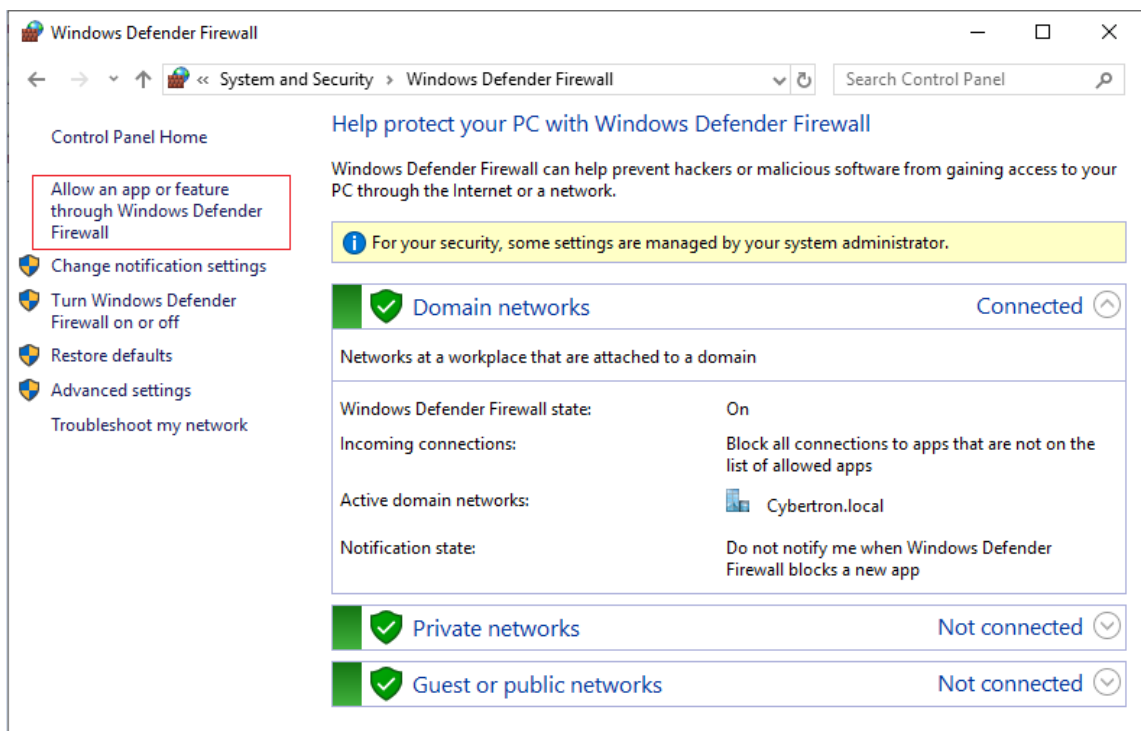 Windows Defender Firewall
« System and Security > Windows Defender Firewall
Search Control Panel
Control Panel Home
Allow an app or feature
through Windows Defender
Firewall
Change notification settings
Turn Windows Defender
Firewall on or off
Restore defaults
Advanced settings
Troubleshoot my network
Help protect your PC with Windows Defender Firewall
Windows Defender Firewall can help prevent hackers or malicious software from gaining access to your
PC through the Internet or a network.
For your security, some settings are managed by your system administrator.
Domain networks Connected
Networks at a workplace that are attached to a domain
Windows Defender Firewall state: On
Incoming connections: Block all connections to apps that are not on the
list of allowed apps
Active domain networks: Cybertron.local
Notification state: Do not notify me when Windows Defender
Firewall blocks a new app
Private networks Not connected
Guest or public networks Not connected